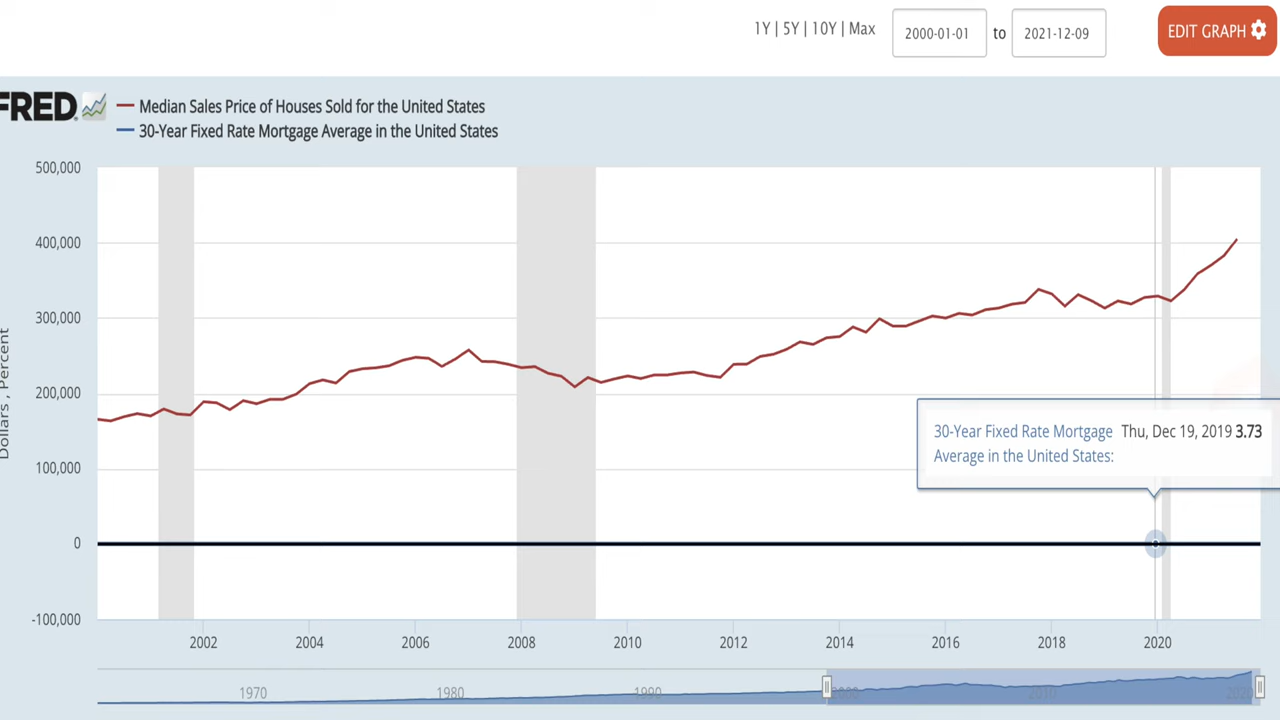 1Y | 5Y | 10Y | Max 2000-01-01 to 2021-12-09 EDIT GRAPH
FRED
Median Sales Price of Houses Sold for the United States
30-Year Fixed Rate Mortgage Average in the United States
500,000
400,000
300,000
200,000
100,000
0
-100,000
Dollars , Percent
30-Year Fixed Rate Mortgage Thu, Dec 19, 2019 3.73
Average in the United States:
2002 2004 2006 2008 2010 2012 2014 2016 2018 2020
1970 1980 1990 2000 2010 2020